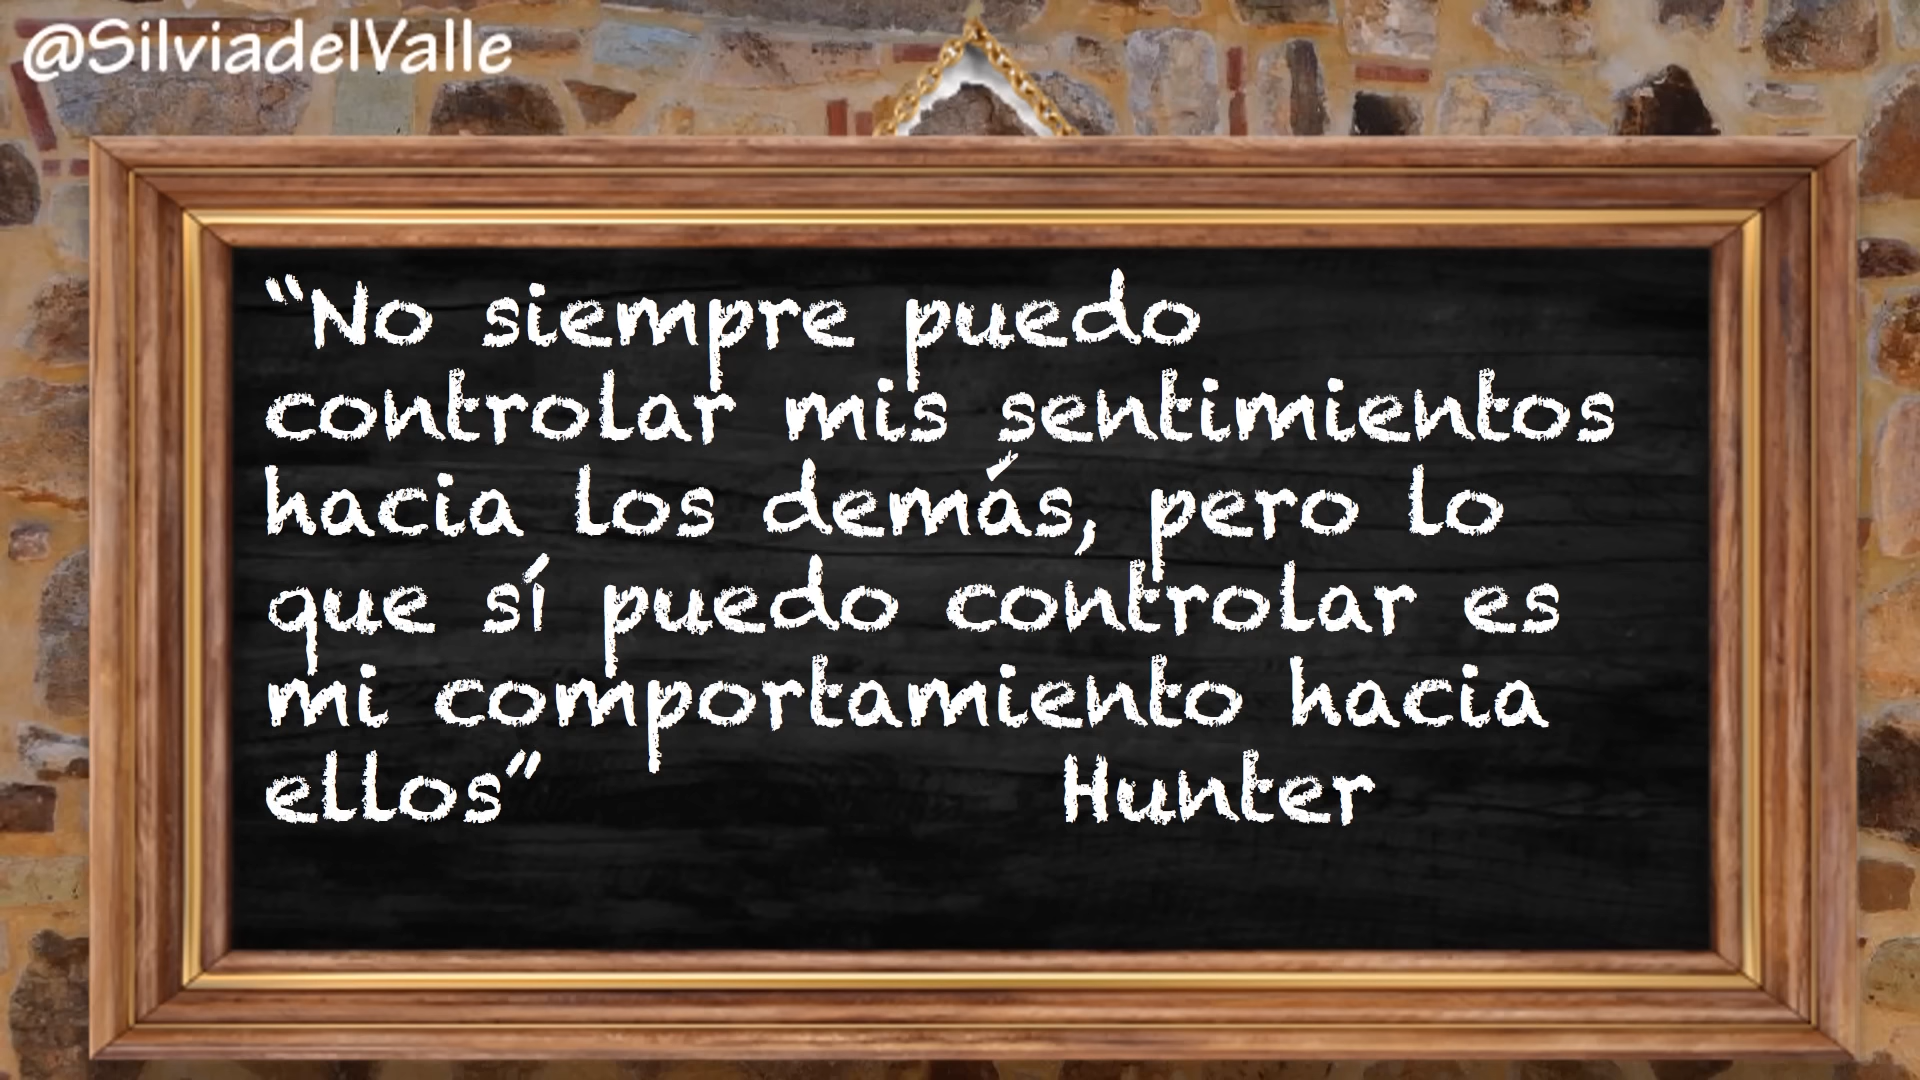 @SilviadelValle
“No siempre puedo
controlar mis sentimientos
hacia los demás, pero lo
que sí puedo controlar es
mi comportamiento hacia
ellos” Hunter